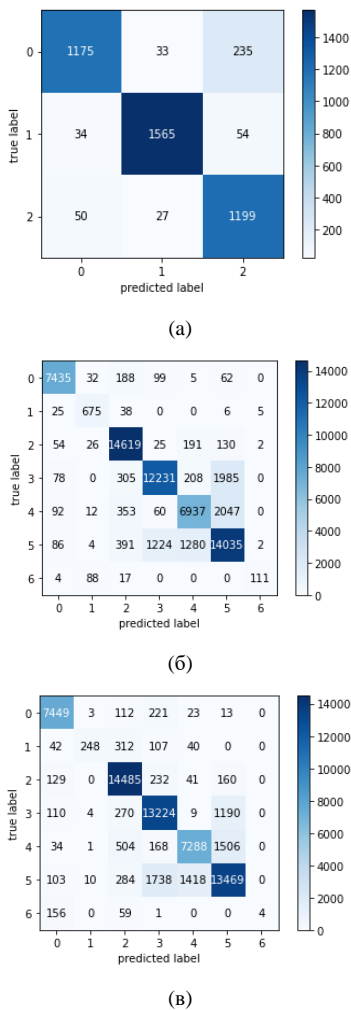 0 1175 33 235
1 34 1565 54
2 50 27 1199
0 1 2
predicted label
true label
1400
1200
1000
800
600
400
200
(а)
0 7435 32 188 99 5 62 0
1 25 675 38 0 0 6 5
2 54 26 14619 25 191 130 2
3 78 0 305 12231 208 1985 0
4 92 12 353 60 6937 2047 0
5 86 4 391 1224 1280 14035 2
6 4 88 17 0 0 0 111
0 1 2 3 4 5 6
predicted label
true label
14000
12000
10000
8000
6000
4000
2000
0
(б)
0 7449 3 112 221 23 13 0
1 42 248 312 107 40 0 0
2 129 0 14485 232 41 160 0
3 110 4 270 13224 9 1190 0
4 34 1 504 168 7288 1506 0
5 103 10 284 1738 1418 13469 0
6 156 0 59 1 0 0 4
0 1 2 3 4 5 6
predicted label
true label
14000
12000
10000
8000
6000
4000
2000
0
(в)